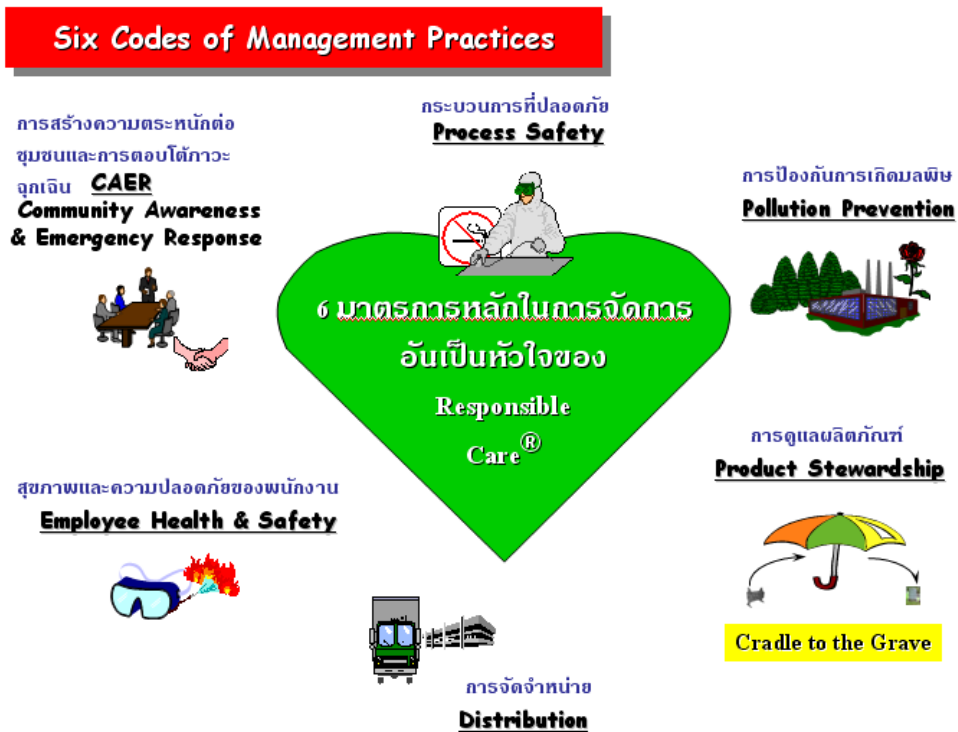 Six Codes of Management Practices
กระบวนการที่ปลอดภัย
Process Safety
การสร้างความตระหนักต่อ
ชุมชนและการตอบโต้ภาวะ
ฉุกเฉิน CAER
Community Awareness
& Emergency Response
การป้องกันการเกิดมลพิษ
Pollution Prevention
6 มาตรการหลักในการจัดการ
อันเป็นหัวใจของ
Responsible
Care®
การดูแลผลิตภัณฑ์
Product Stewardship
Cradle to the Grave
สุขภาพและความปลอดภัยของพนักงาน
Employee Health & Safety
การจัดจำหน่าย
Distribution